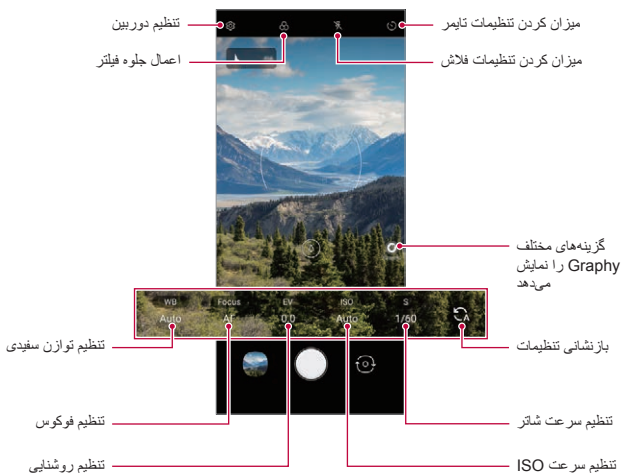 تنظیم دوربین
میزان کردن تنظیمات تایمر
اعمال جلوه فیلتر
میزان کردن تنظیمات فلاش
گزینه‌های مختلف
Graphy را نمایش
می‌دهد
WB Focus EV ISO S
Auto AF 0.0 Auto 1/60 A
تنظیم توازن سفیدی
بازنشانی تنظیمات
تنظیم فوکوس
تنظیم سرعت شاتر
تنظیم روشنایی
تنظیم سرعت ISO